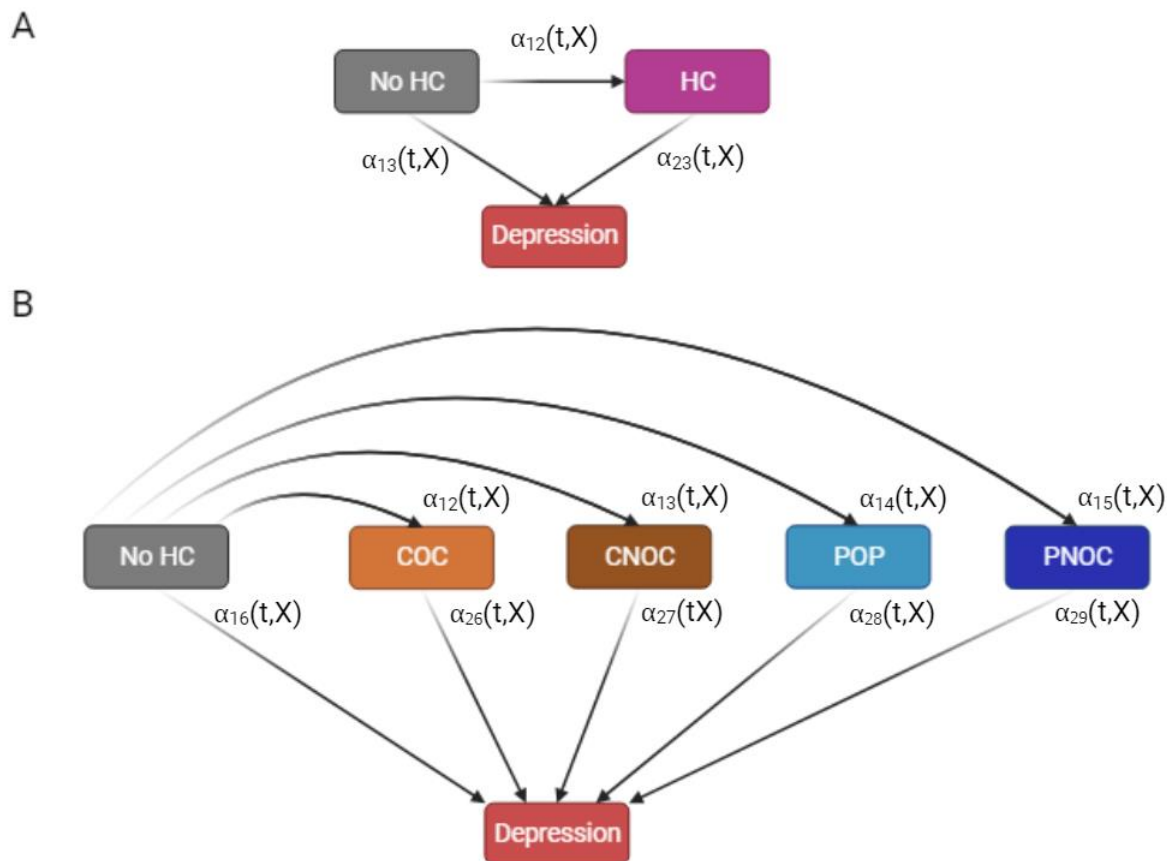 A
α₁₂(t,X)
No HC
HC
α₁₃(t,X)
α₂₃(t,X)
Depression
B
α₁₂(t,X)
α₁₃(t,X)
α₁₄(t,X)
α₁₅(t,X)
No HC
COC
CNOC
POP
PNOC
α₁₆(t,X)
α₂₆(t,X)
α₂₇(tX)
α₂₈(t,X)
α₂₉(t,X)
Depression